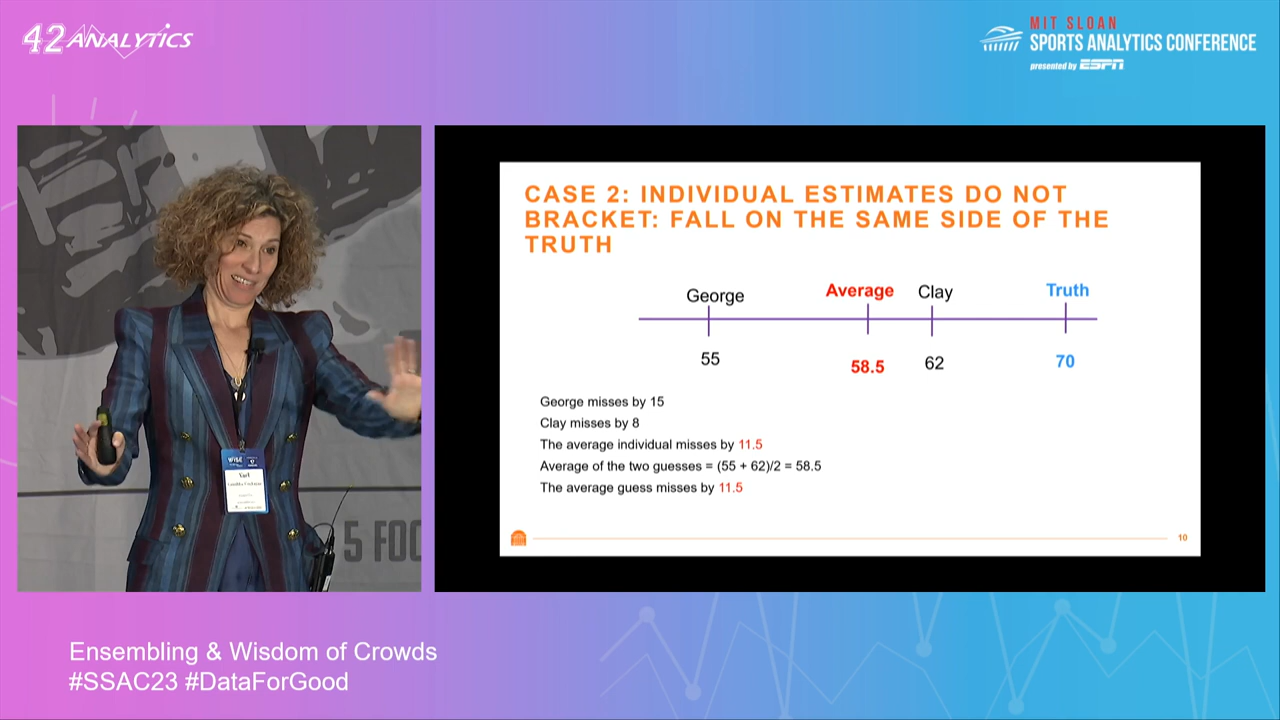 42 ANALYTICS
MIT SLOAN
SPORTS ANALYTICS CONFERENCE
presented by ESPN
CASE 2: INDIVIDUAL ESTIMATES DO NOT
BRACKET: FALL ON THE SAME SIDE OF THE
TRUTH
George Average Clay Truth
55 58.5 62 70
George misses by 15
Clay misses by 8
The average individual misses by 11.5
Average of the two guesses = (55 + 62)/2 = 58.5
The average guess misses by 11.5
10
WiSE
Yael
5 FOO
Ensembling & Wisdom of Crowds
#SSAC23 #DataForGood